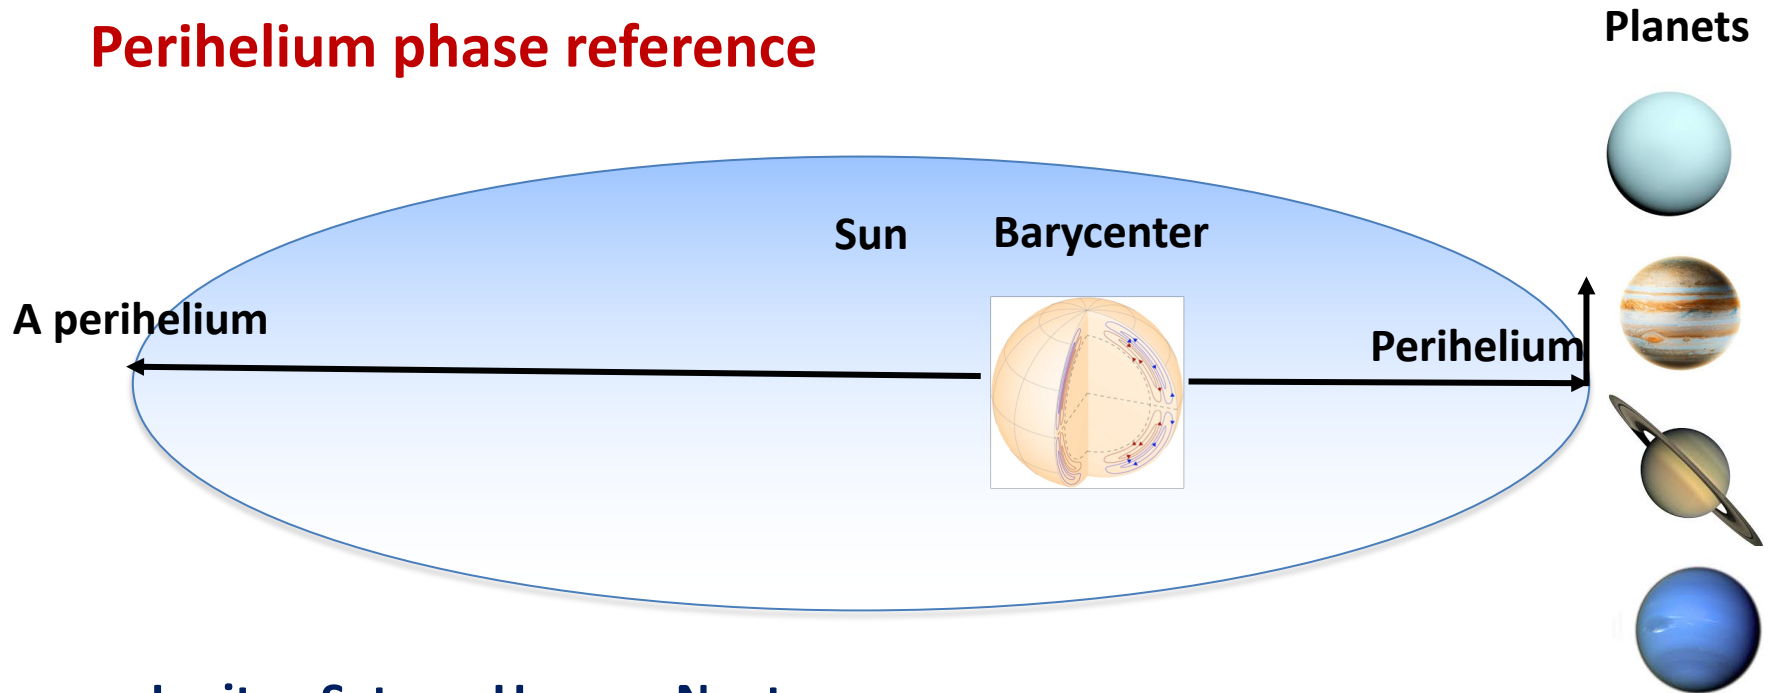 Perihelium phase reference
Planets
Sun
Barycenter
A perihelium
Perihelium